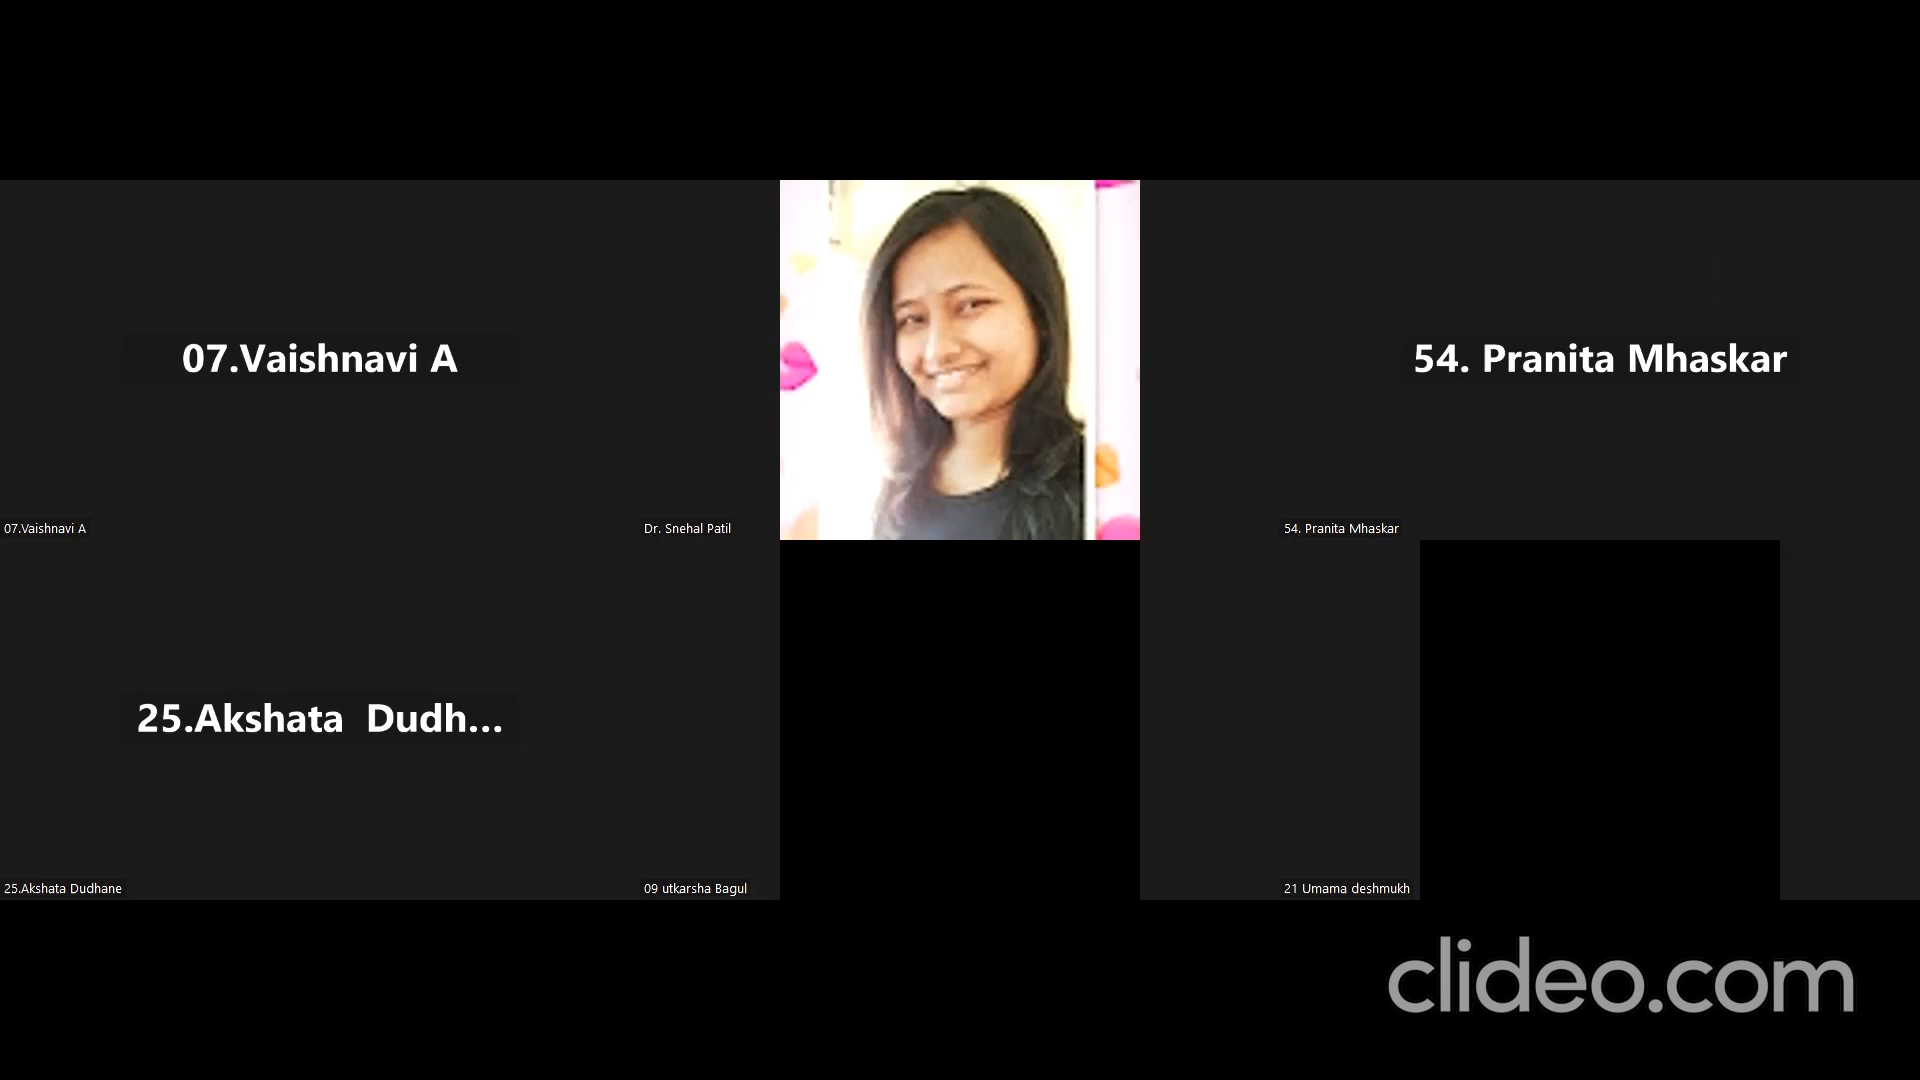 07.Vaishnavi A
54. Pranita Mhaskar
07.Vaishnavi A
Dr. Snehal Patil
54. Pranita Mhaskar
25.Akshata  Dudh...
25.Akshata Dudhane
09 utkarsha Bagul
21 Umama deshmukh
clideo.com